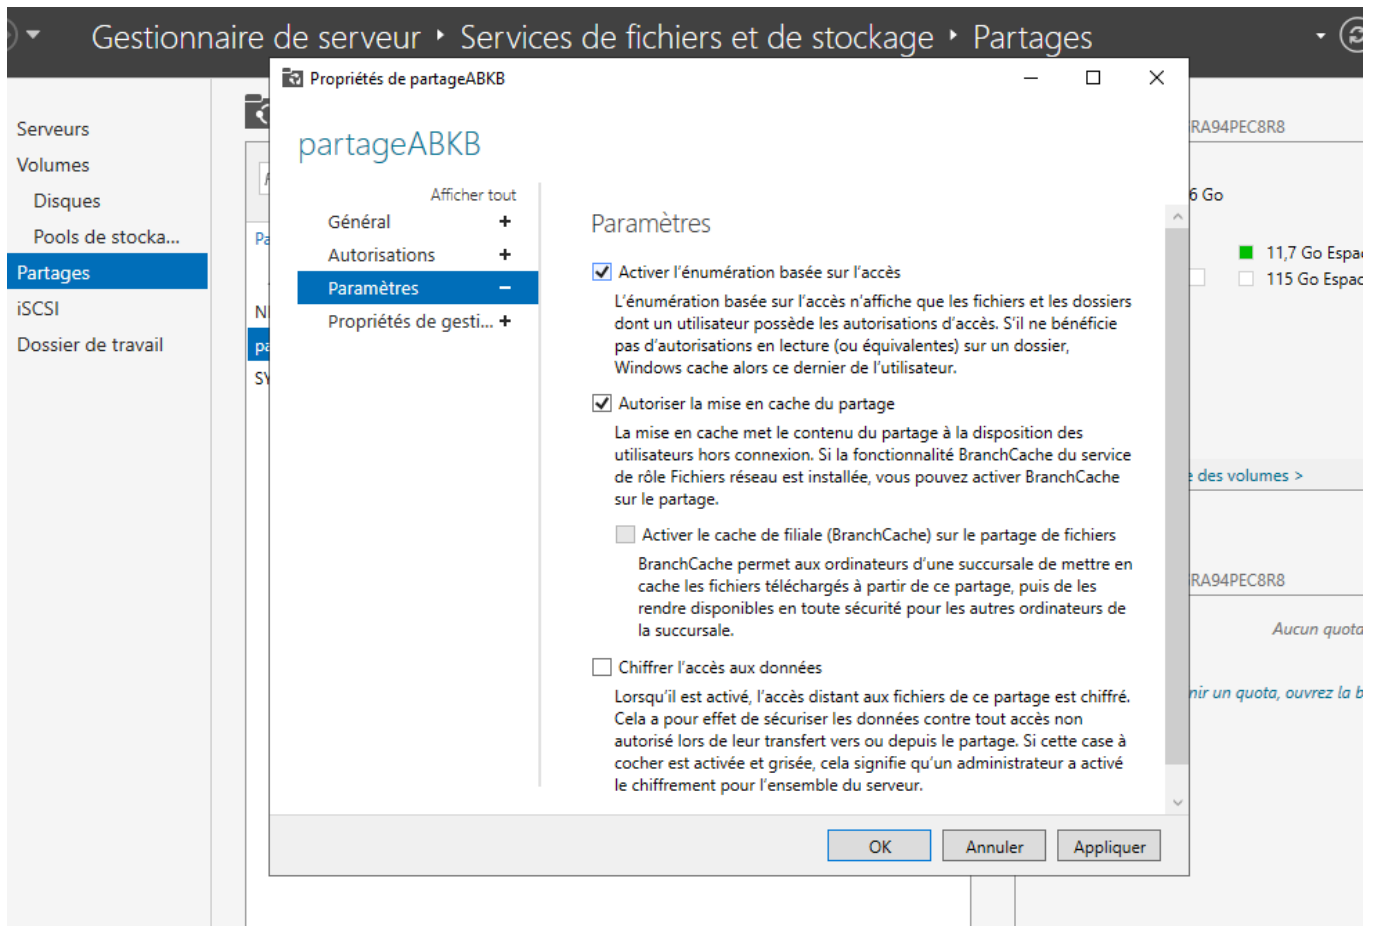 Gestionnaire de serveur ‣ Services de fichiers et de stockage ‣ Partages
Propriétés de partageABKB
Serveurs
Volumes
Disques
Pools de stocka...
Partages
iSCSI
Dossier de travail
partageABKB
Afficher tout
Général +
Autorisations +
Paramètres −
Propriétés de gesti... +
Paramètres
Activer l'énumération basée sur l'accès
L'énumération basée sur l'accès n'affiche que les fichiers et les dossiers
dont un utilisateur possède les autorisations d'accès. S'il ne bénéficie
pas d'autorisations en lecture (ou équivalentes) sur un dossier,
Windows cache alors ce dernier de l'utilisateur.
Autoriser la mise en cache du partage
La mise en cache met le contenu du partage à la disposition des
utilisateurs hors connexion. Si la fonctionnalité BranchCache du service
de rôle Fichiers réseau est installée, vous pouvez activer BranchCache
sur le partage.
Activer le cache de filiale (BranchCache) sur le partage de fichiers
BranchCache permet aux ordinateurs d'une succursale de mettre en
cache les fichiers téléchargés à partir de ce partage, puis de les
rendre disponibles en toute sécurité pour les autres ordinateurs de
la succursale.
Chiffrer l'accès aux données
Lorsqu'il est activé, l'accès distant aux fichiers de ce partage est chiffré.
Cela a pour effet de sécuriser les données contre tout accès non
autorisé lors de leur transfert vers ou depuis le partage. Si cette case à
cocher est activée et grisée, cela signifie qu'un administrateur a activé
le chiffrement pour l'ensemble du serveur.
OK
Annuler
Appliquer
Pa
NE
pa
SY
RA94PEC8R8
6 Go
11,7 Go Espa
115 Go Espac
des volumes >
RA94PEC8R8
Aucun quota
nir un quota, ouvrez la b